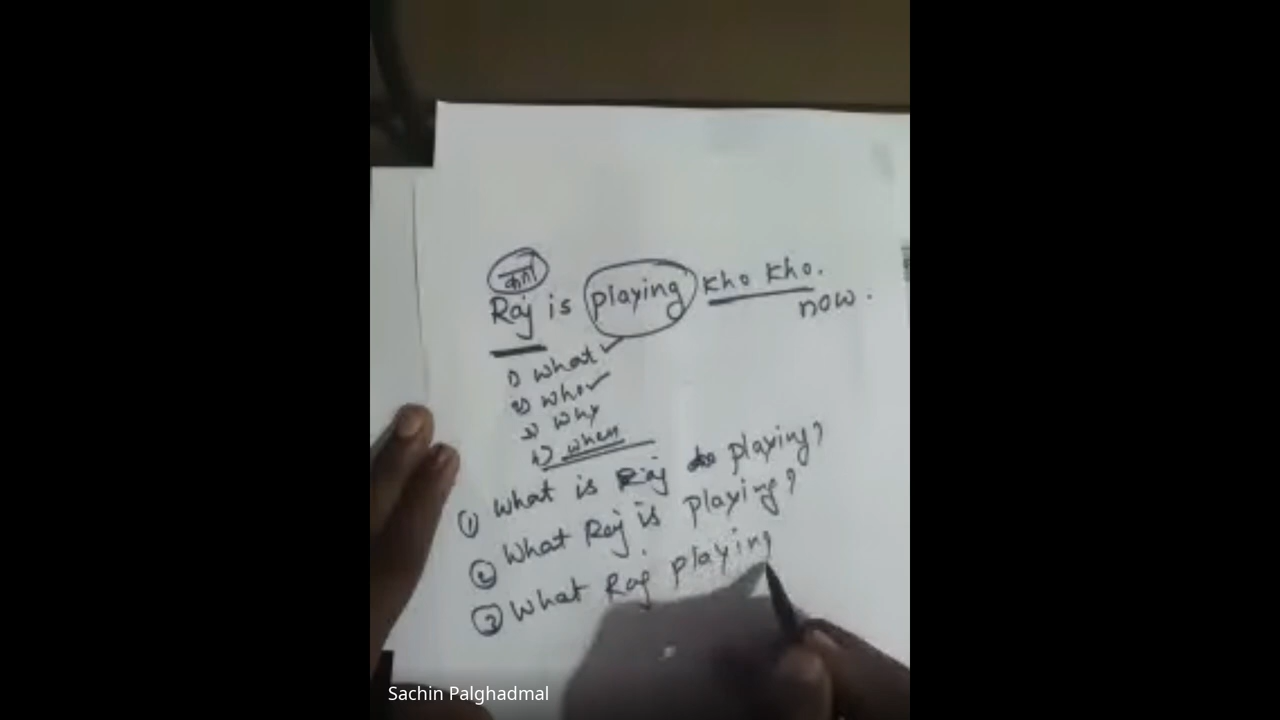 कर्ता
Raj is playing Kho Kho.
now.
1) what ✓
2) who ✓
3) why
4) when
① What is Raj playing?
② What Raj is playing?
③ What Raj playing
Sachin Palghadmal